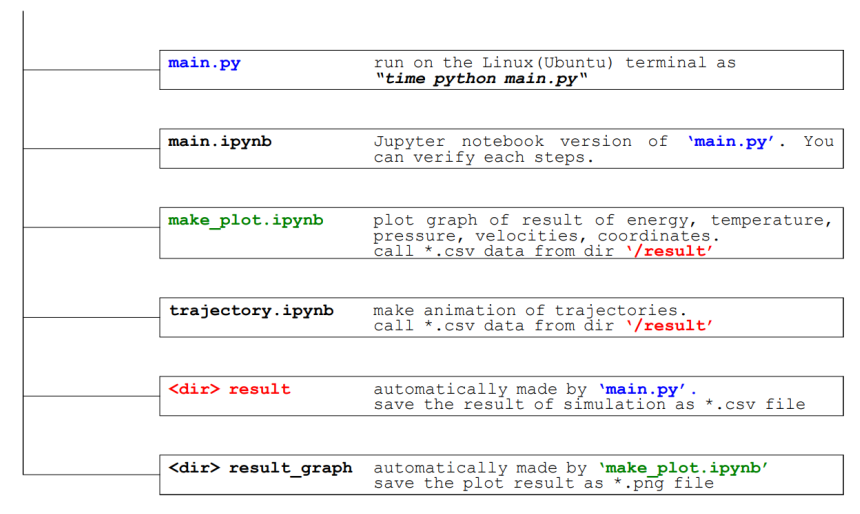 main.py run on the Linux(Ubuntu) terminal as
"time python main.py"
main.ipynb Jupyter notebook version of ‘main.py’. You
can verify each steps.
make_plot.ipynb plot graph of result of energy, temperature,
pressure, velocities, coordinates.
call *.csv data from dir ‘/result’
trajectory.ipynb make animation of trajectories.
call *.csv data from dir ‘/result’
<dir> result automatically made by ‘main.py’.
save the result of simulation as *.csv file
<dir> result_graph automatically made by ‘make_plot.ipynb’
save the plot result as *.png file